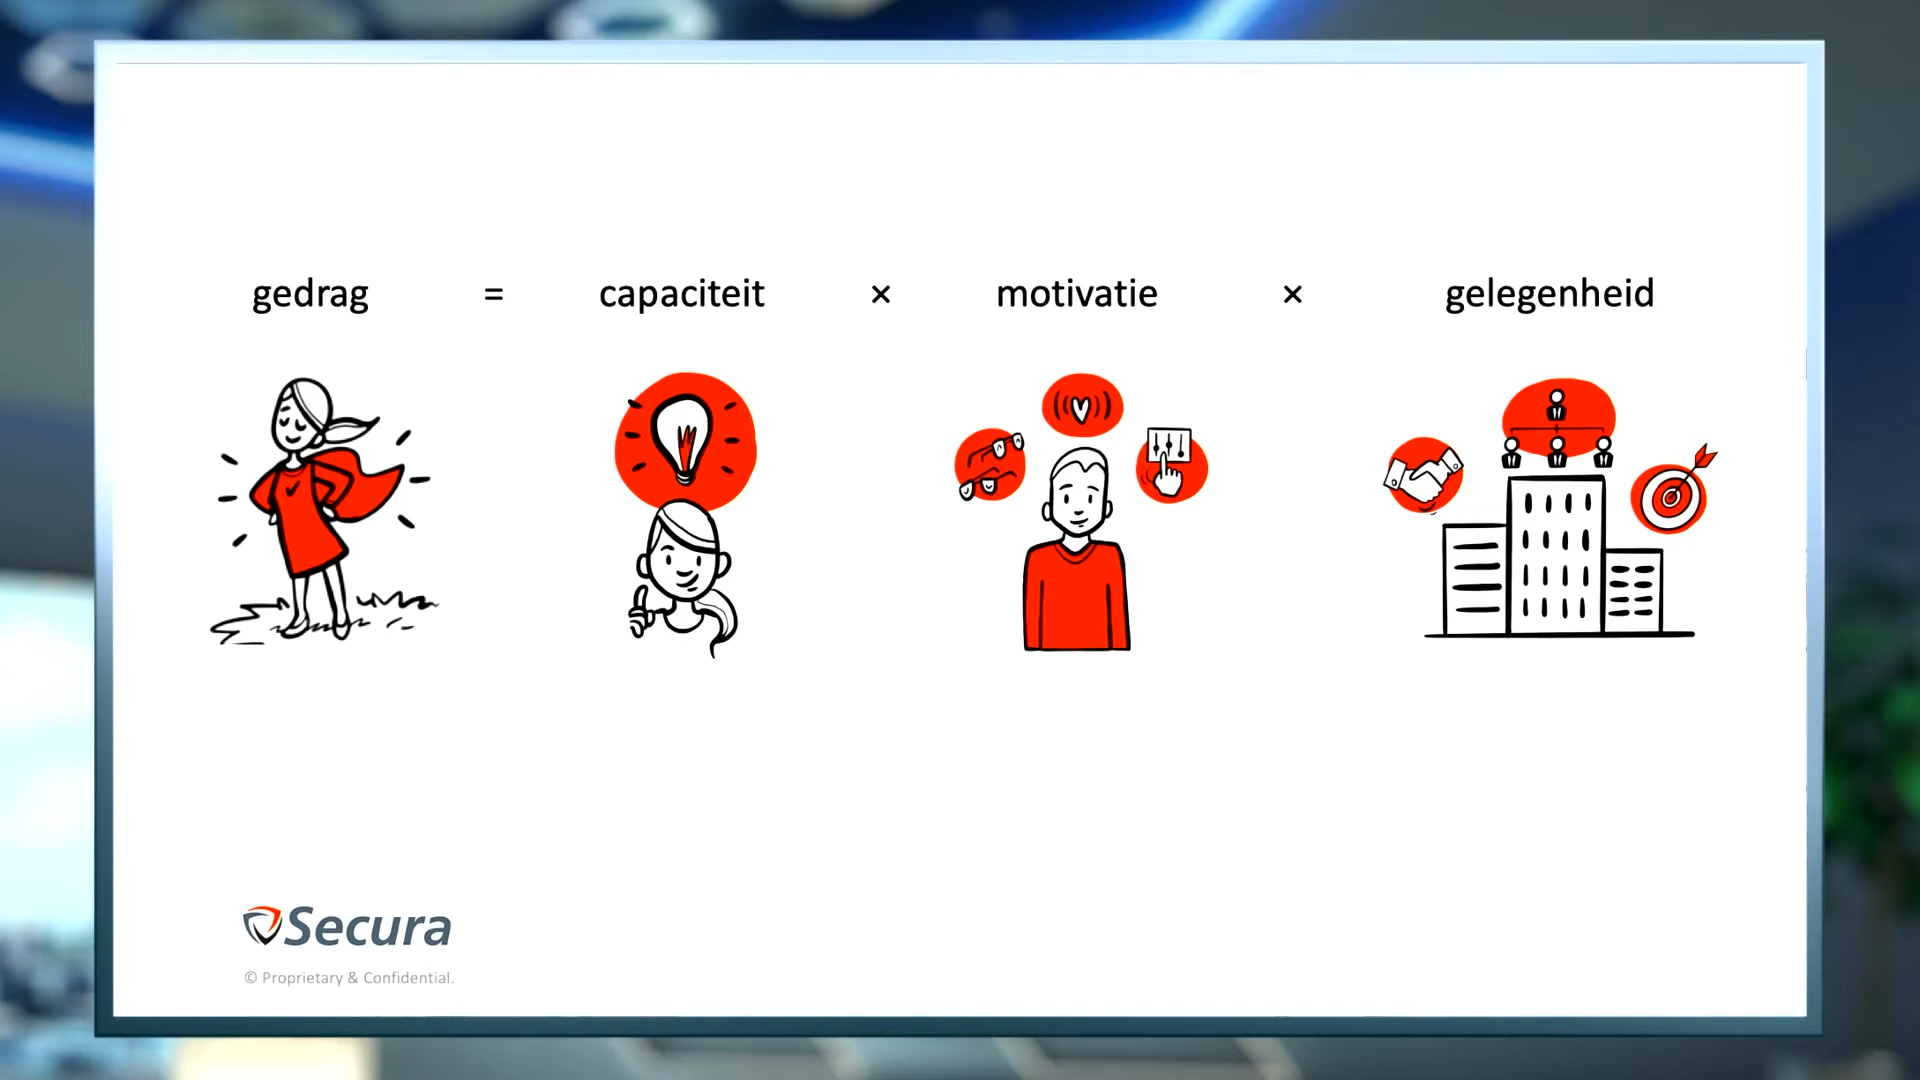 gedrag = capaciteit × motivatie × gelegenheid
Secura
© Proprietary & Confidential.